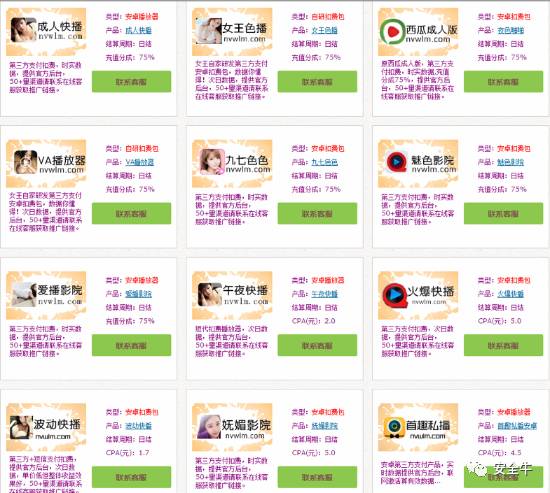 成人快播
nvwlm.com
类型：安卓播放器
产品：成人快播
结算周期：日结
充值分成：75%
第三方支付扣费，时实数据，提供官方后台，50+量渠道请联系在线客服获取推广链接。
联系客服
女王色播
nvwlm.com
类型：自研扣费包
产品：女王色播
结算周期：日结
充值分成：75%
女王自家研发第三方支付安卓扣费包，数据你懂得！次日数据，提供官方后台，50+量渠道请联系在线客服获取推广链接。
联系客服
西瓜成人版
nvwlm.com
类型：安卓扣费包
产品：
结算周期：日结
充值分成：75%
原西瓜成人版，第三方支付扣费，时实数据,充值分成75%，提供官方后台，50+量渠道请联系在线客服获取推广链接。
联系客服
VA播放器
nvwlm.com
类型：自研扣费包
产品：VA播放器
结算周期：日结
充值分成：75%
女王自家研发第三方支付安卓扣费包，数据你懂得！次日数据，提供官方后台，50+量渠道请联系在线客服获取推广链接。
联系客服
九七色色
nvwlm.com
类型：安卓扣费包
产品：九七色色
结算周期：日结
充值分成：75%
第三方支付扣费，时实数据，提供官方后台，50+量渠道请联系在线客服获取推广链接。
联系客服
魅色影院
nvwlm.com
类型：安卓扣费包
产品：魅色影院
结算周期：日结
充值分成：75%
第三方支付扣费，时实数据，提供官方后台，50+量渠道请联系在线客服获取推广链接。
联系客服
爱播影院
nvwlm.com
类型：安卓播放器
产品：爱播影院
结算周期：日结
充值分成：75%
第三方支付扣费，时实数据，提供官方后台，50+量渠道请联系在线客服获取推广链接。
联系客服
午夜快播
nvwlm.com
类型：安卓扣费包
产品：午夜快播
结算周期：日结
CPA(元)：2.0
短代扣费播放器，次日数据，提供官方后台，50+量渠道请联系在线客服获取推广链接。
联系客服
火爆快播
nvwlm.com
类型：安卓扣费包
产品：火爆快播
结算周期：日结
CPA(元)：5.0
第三方支付扣费，次日数据，提供官方后台，50+量渠道请联系在线客服获取推广链接。
联系客服
波动快播
nvwlm.com
类型：安卓扣费包
产品：波动快播
结算周期：日结
CPA(元)：1.7
第三方+短信支付扣费，提供官方后台，次日数据，单价低但整体收益效果好，50+量渠道请联系在线客服获取推广链接。
联系客服
妩媚影院
nvwlm.com
类型：安卓扣费包
产品：妩媚影院
结算周期：日结
CPA(元)：5.0
第三方支付扣费，次日数据，提供官方后台，50+量渠道请联系在线客服获取推广链接。
联系客服
首趣私播
nvwlm.com
类型：安卓播放器
产品：首趣私播安卓
结算周期：日结
CPA(元)：4.5
安卓第三方支付产品，实时数据提供官方后台，联
联系客服
安全牛